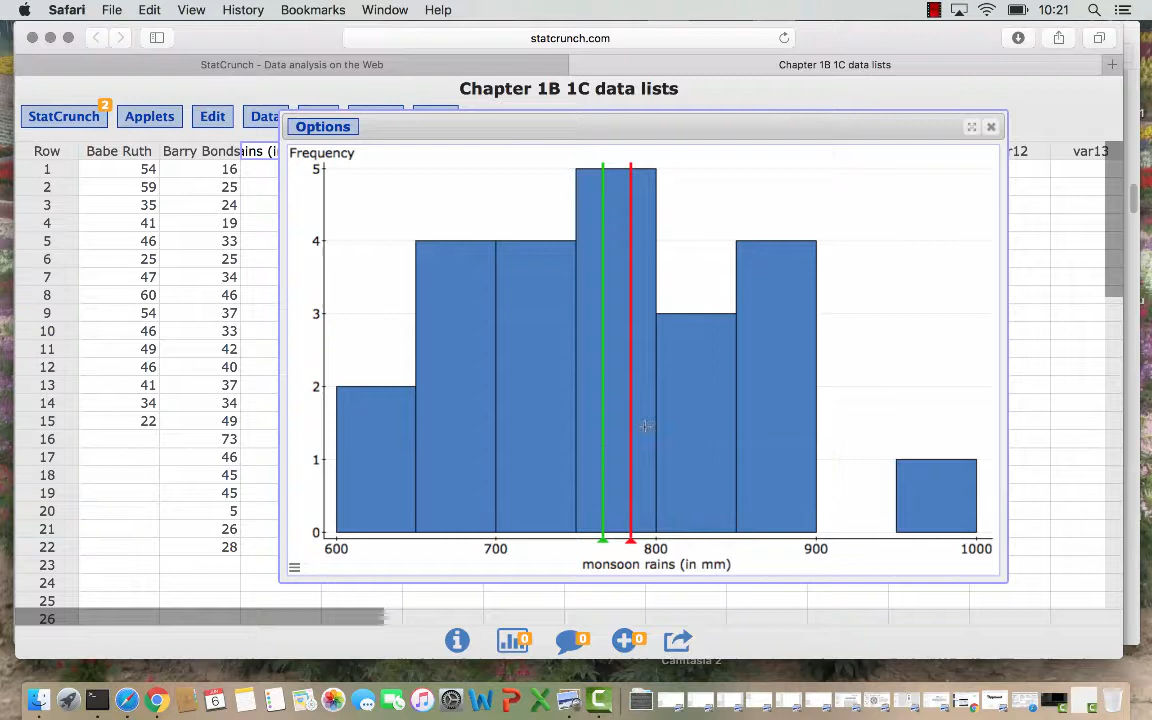 Safari File Edit View History Bookmarks Window Help 10:21
statcrunch.com
StatCrunch - Data analysis on the Web Chapter 1B 1C data lists
Chapter 1B 1C data lists
StatCrunch 2 Applets Edit Data
Options
Row Babe Ruth Barry Bonds ains (i r12 var13
1 54 16
2 59 25
3 35 24
4 41 19
5 46 33
6 25 25
7 47 34
8 60 46
9 54 37
10 46 33
11 49 42
12 46 40
13 41 37
14 34 34
15 22 49
16 73
17 46
18 45
19 45
20 5
21 26
22 28
23
24
25
26
Frequency
5
4
3
2
1
0
600 700 800 900 1000
monsoon rains (in mm)
0 0 0
Camtasia 2
6